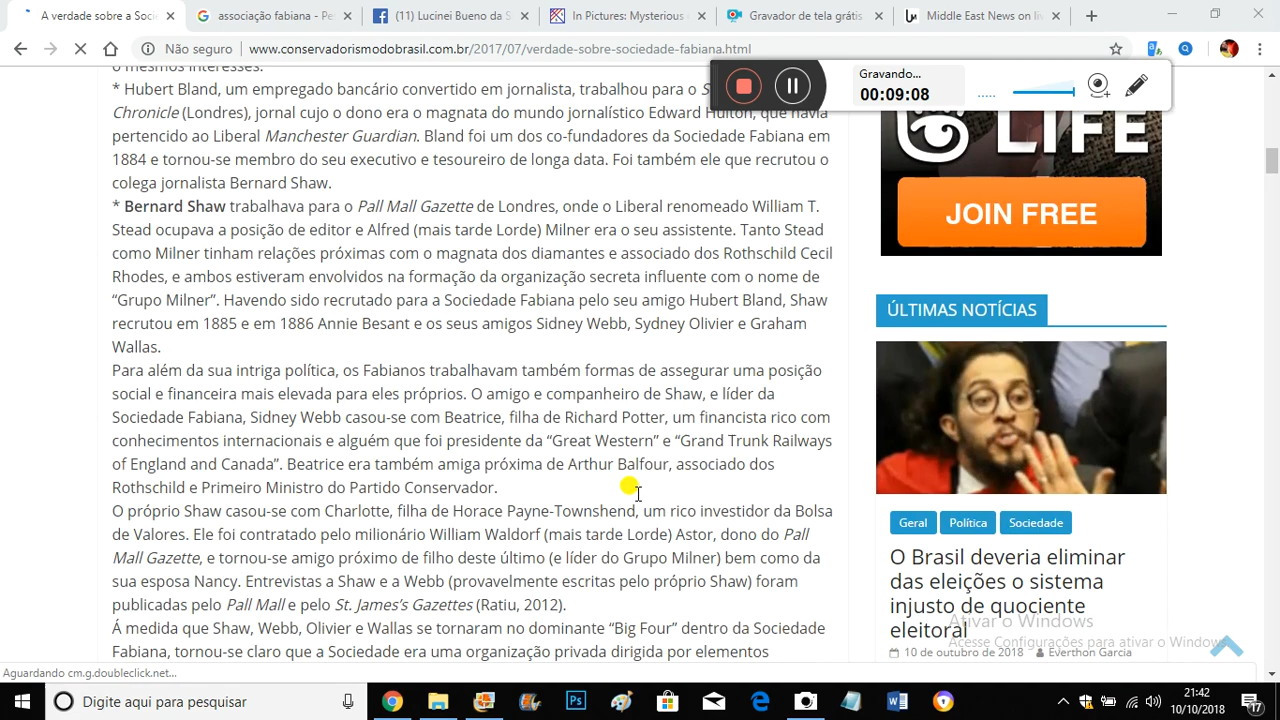 A verdade sobre a Socie
associação fabiana - Pes
(11) Lucinei Bueno da S
In Pictures: Mysterious e
Gravador de tela grátis
Middle East News on liv
Não seguro
www.conservadorismodobrasil.com.br/2017/07/verdade-sobre-sociedade-fabiana.html
o mesmos interesses.
Gravando...
00:09:08
* Hubert Bland, um empregado bancário convertido em jornalista, trabalhou para o
Chronicle (Londres), jornal cujo o dono era o magnata do mundo jornalístico Edward Hulton, que havia
pertencido ao Liberal Manchester Guardian. Bland foi um dos co-fundadores da Sociedade Fabiana em
1884 e tornou-se membro do seu executivo e tesoureiro de longa data. Foi também ele que recrutou o
colega jornalista Bernard Shaw.
* Bernard Shaw trabalhava para o Pall Mall Gazette de Londres, onde o Liberal renomeado William T.
Stead ocupava a posição de editor e Alfred (mais tarde Lorde) Milner era o seu assistente. Tanto Stead
como Milner tinham relações próximas com o magnata dos diamantes e associado dos Rothschild Cecil
Rhodes, e ambos estiveram envolvidos na formação da organização secreta influente com o nome de
“Grupo Milner”. Havendo sido recrutado para a Sociedade Fabiana pelo seu amigo Hubert Bland, Shaw
recrutou em 1885 e em 1886 Annie Besant e os seus amigos Sidney Webb, Sydney Olivier e Graham
Wallas.
Para além da sua intriga política, os Fabianos trabalhavam também formas de assegurar uma posição
social e financeira mais elevada para eles próprios. O amigo e companheiro de Shaw, e líder da
Sociedade Fabiana, Sidney Webb casou-se com Beatrice, filha de Richard Potter, um financista rico com
conhecimentos internacionais e alguém que foi presidente da “Great Western” e “Grand Trunk Railways
of England and Canada”. Beatrice era também amiga próxima de Arthur Balfour, associado dos
Rothschild e Primeiro Ministro do Partido Conservador.
O próprio Shaw casou-se com Charlotte, filha de Horace Payne-Townshend, um rico investidor da Bolsa
de Valores. Ele foi contratado pelo milionário William Waldorf (mais tarde Lorde) Astor, dono do Pall
Mall Gazette, e tornou-se amigo próximo de filho deste último (e líder do Grupo Milner) bem como da
sua esposa Nancy. Entrevistas a Shaw e a Webb (provavelmente escritas pelo próprio Shaw) foram
publicadas pelo Pall Mall e pelo St. James’s Gazettes (Ratiu, 2012).
Á medida que Shaw, Webb, Olivier e Wallas se tornaram no dominante “Big Four” dentro da Sociedade
Fabiana, tornou-se claro que a Sociedade era uma organização privada dirigida por elementos
LIFE
JOIN FREE
ÚLTIMAS NOTÍCIAS
Geral
Política
Sociedade
O Brasil deveria eliminar
das eleições o sistema
injusto de quociente
eleitoral
10 de outubro de 2018
Everthon Garcia
Ativar o Windows
Acesse Configurações para ativar o Windows.
Aguardando cm.g.doubleclick.net...
Digite aqui para pesquisar
21:42
10/10/2018
17